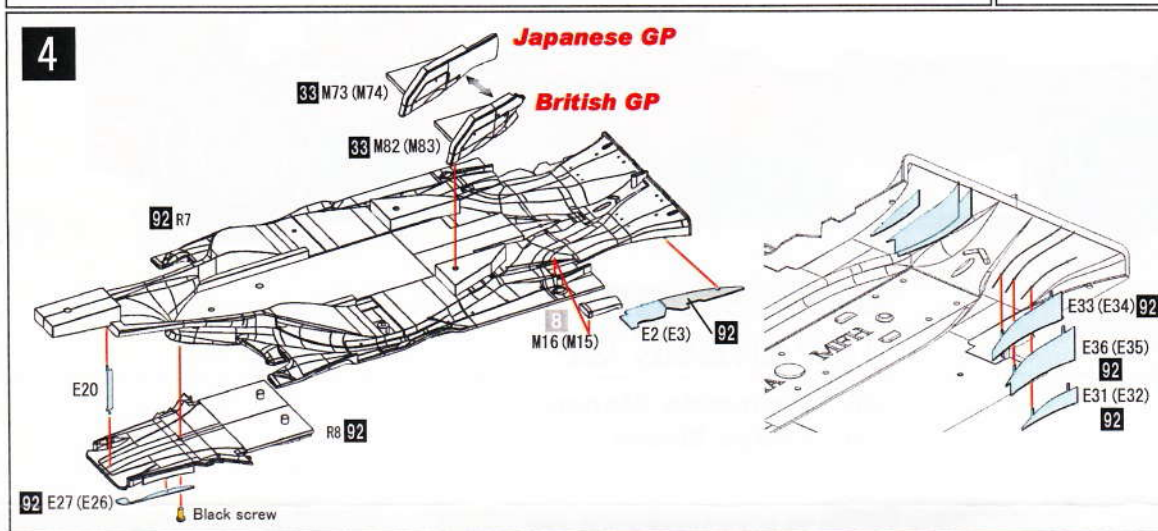 4
Japanese GP
33 M73 (M74)
British GP
33 M82 (M83)
92 R7
8
M16 (M15)
E2 (E3)
92
E20
R8 92
92 E27 (E26)
Black screw
MFH
A
E33 (E34) 92
E36 (E35)
92
E31 (E32)
92